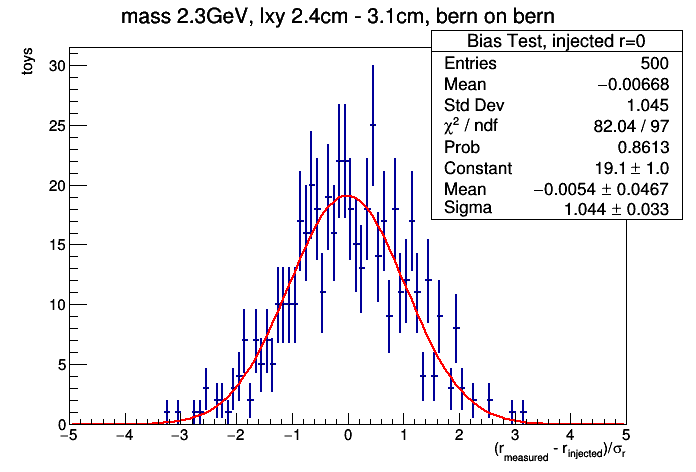 mass 2.3GeV, lxy 2.4cm - 3.1cm, bern on bern
Bias Test, injected r=0
Entries 500
Mean −0.00668
Std Dev 1.045
χ² / ndf 82.04 / 97
Prob 0.8613
Constant 19.1 ± 1.0
Mean −0.0054 ± 0.0467
Sigma 1.044 ± 0.033
toys
30
25
20
15
10
5
0
−5 −4 −3 −2 −1 0 1 2 3 4 5
(r_measured - r_injected)/σ_r